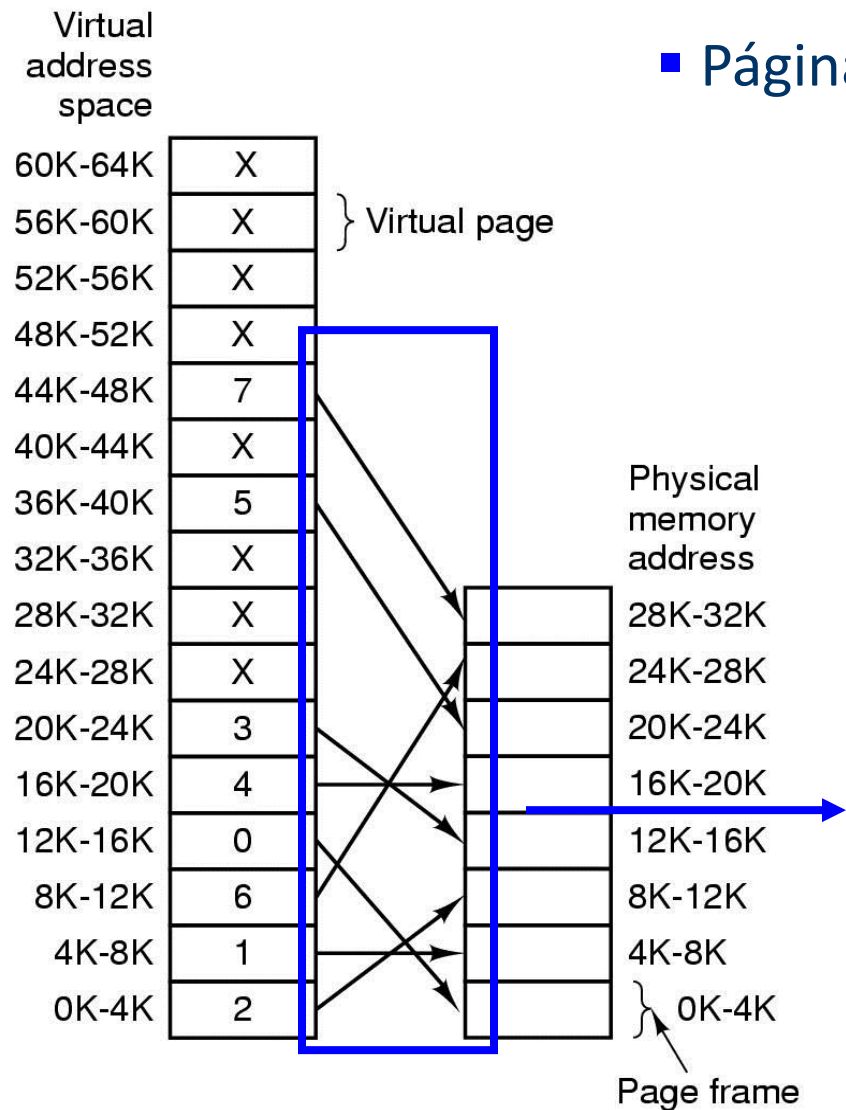 Virtual
address
space
▪ Página
60K-64K X
56K-60K X } Virtual page
52K-56K X
48K-52K X
44K-48K 7
40K-44K X
36K-40K 5
32K-36K X
28K-32K X
24K-28K X
20K-24K 3
16K-20K 4
12K-16K 0
8K-12K 6
4K-8K 1
0K-4K 2
Physical
memory
address
28K-32K
24K-28K
20K-24K
16K-20K
12K-16K
8K-12K
4K-8K
} 0K-4K
Page frame